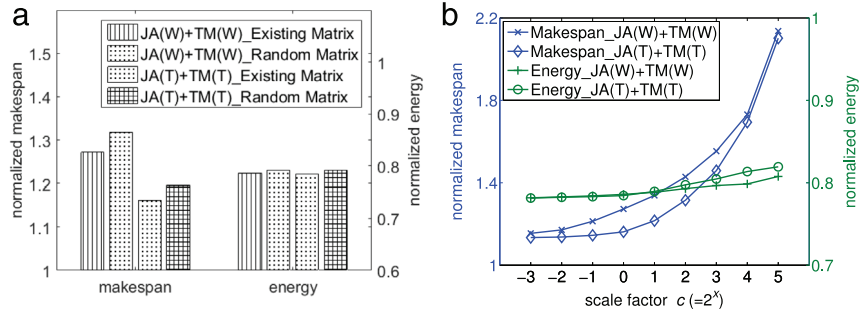 a
JA(W)+TM(W)_Existing Matrix
JA(W)+TM(W)_Random Matrix
JA(T)+TM(T)_Existing Matrix
JA(T)+TM(T)_Random Matrix
normalized makespan
1.5
1.4
1.3
1.2
1.1
1
normalized energy
1
0.9
0.8
0.7
0.6
makespan
energy
b
Makespan_JA(W)+TM(W)
Makespan_JA(T)+TM(T)
Energy_JA(W)+TM(W)
Energy_JA(T)+TM(T)
normalized makespan
2.2
1.8
1.4
1
normalized energy
1
0.9
0.8
0.7
−3 −2 −1 0 1 2 3 4 5
scale factor c (=2^x)